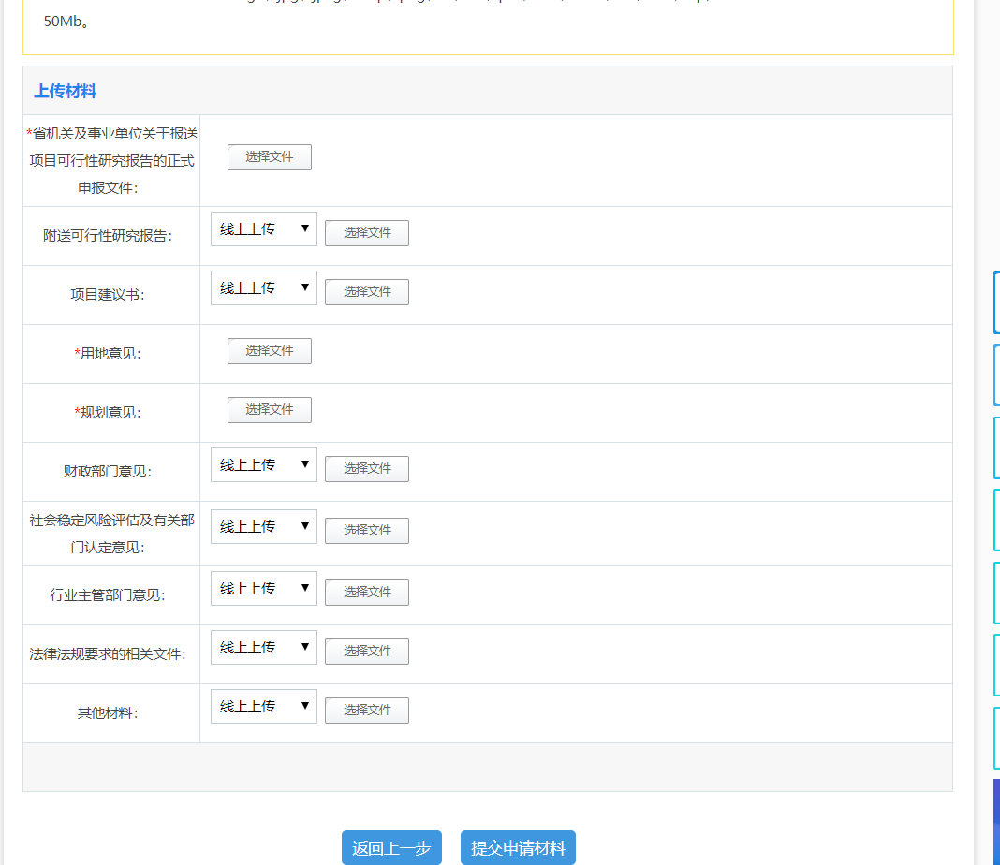 50Mb。
上传材料
*省机关及事业单位关于报送
项目可行性研究报告的正式
申报文件：
选择文件
附送可行性研究报告：
线上上传
选择文件
项目建议书：
线上上传
选择文件
*用地意见：
选择文件
*规划意见：
选择文件
财政部门意见：
线上上传
选择文件
社会稳定风险评估及有关部
门认定意见：
线上上传
选择文件
行业主管部门意见：
线上上传
选择文件
法律法规要求的相关文件：
线上上传
选择文件
其他材料：
线上上传
选择文件
返回上一步
提交申请材料